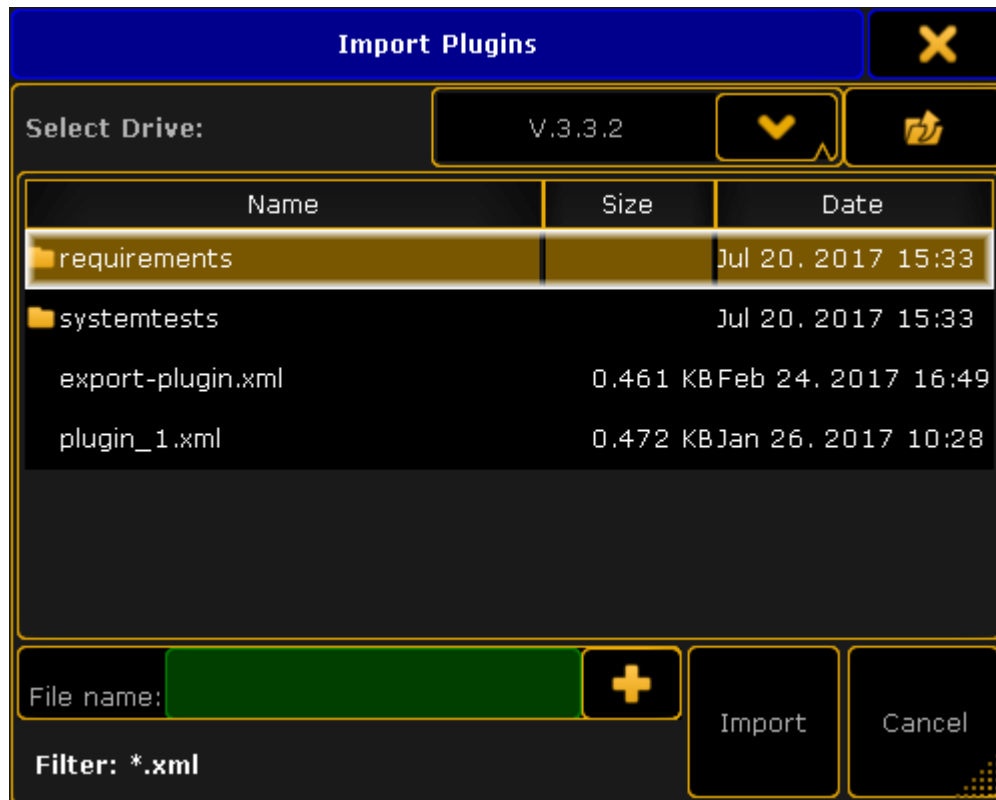 Import Plugins
Select Drive: V.3.3.2
Name Size Date
requirements Jul 20. 2017 15:33
systemtests Jul 20. 2017 15:33
export-plugin.xml 0.461 KB Feb 24. 2017 16:49
plugin_1.xml 0.472 KB Jan 26. 2017 10:28
File name:
Import Cancel
Filter: *.xml